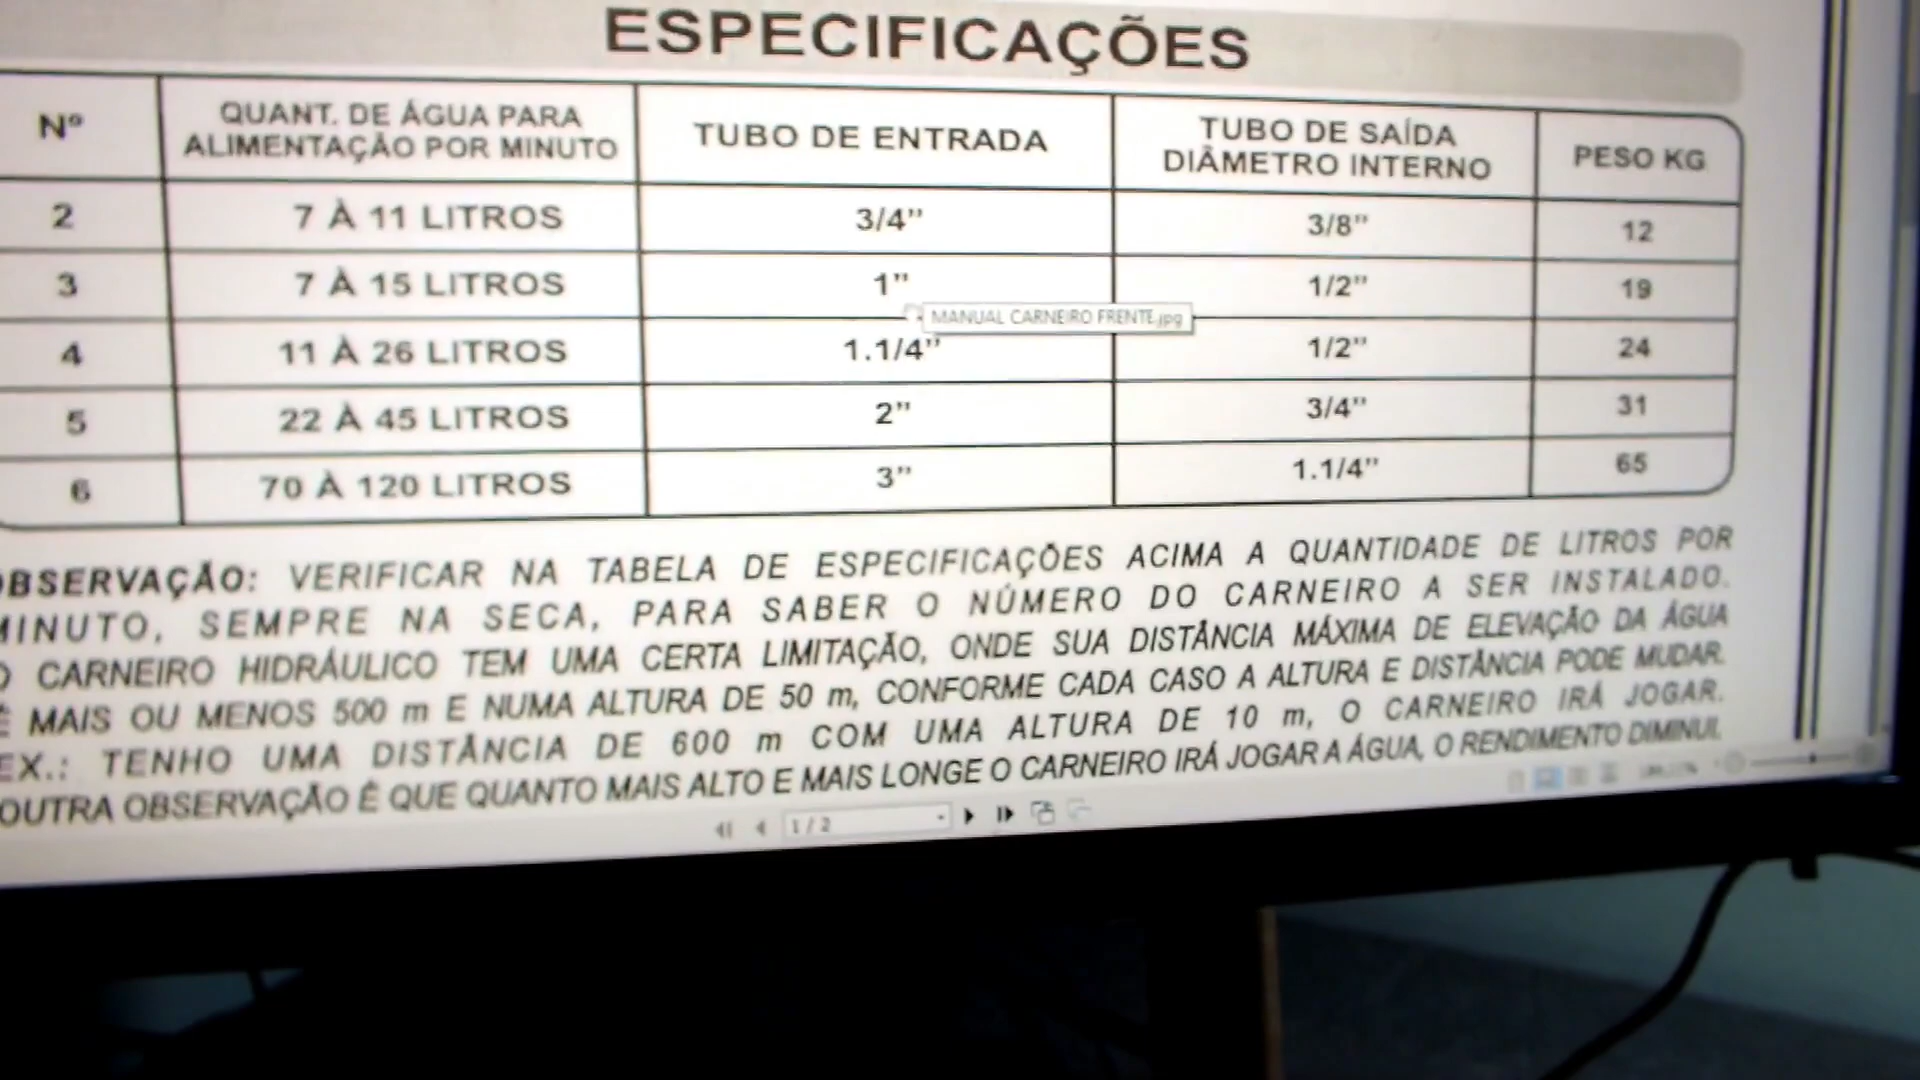 ESPECIFICAÇÕES
Nº QUANT. DE ÁGUA PARA ALIMENTAÇÃO POR MINUTO TUBO DE ENTRADA TUBO DE SAÍDA DIÂMETRO INTERNO PESO KG
2 7 À 11 LITROS 3/4" 3/8" 12
3 7 À 15 LITROS 1" 1/2" 19
MANUAL CARNEIRO FRENTE.jpg
4 11 À 26 LITROS 1.1/4" 1/2" 24
5 22 À 45 LITROS 2" 3/4" 31
6 70 À 120 LITROS 3" 1.1/4" 65
OBSERVAÇÃO: VERIFICAR NA TABELA DE ESPECIFICAÇÕES ACIMA A QUANTIDADE DE LITROS POR
MINUTO, SEMPRE NA SECA, PARA SABER O NÚMERO DO CARNEIRO A SER INSTALADO.
O CARNEIRO HIDRÁULICO TEM UMA CERTA LIMITAÇÃO, ONDE SUA DISTÂNCIA MÁXIMA DE ELEVAÇÃO DA ÁGUA
É MAIS OU MENOS 500 m E NUMA ALTURA DE 50 m, CONFORME CADA CASO A ALTURA E DISTÂNCIA PODE MUDAR.
EX.: TENHO UMA DISTÂNCIA DE 600 m COM UMA ALTURA DE 10 m, O CARNEIRO IRÁ JOGAR.
OUTRA OBSERVAÇÃO É QUE QUANTO MAIS ALTO E MAIS LONGE O CARNEIRO IRÁ JOGAR A ÁGUA, O RENDIMENTO DIMINUI.
1 / 2